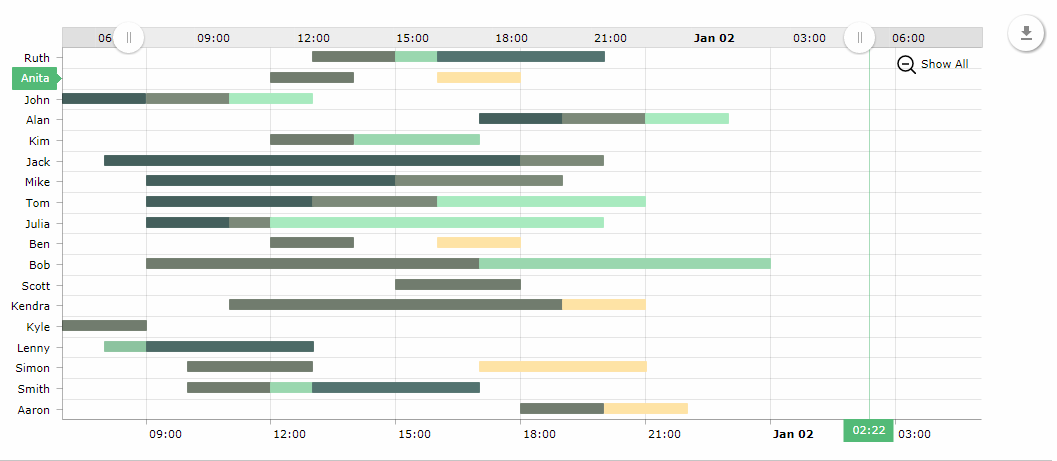 06 09:00 12:00 15:00 18:00 21:00 Jan 02 03:00 06:00
Show All
Ruth
Anita
John
Alan
Kim
Jack
Mike
Tom
Julia
Ben
Bob
Scott
Kendra
Kyle
Lenny
Simon
Smith
Aaron
09:00 12:00 15:00 18:00 21:00 Jan 02 02:22 03:00